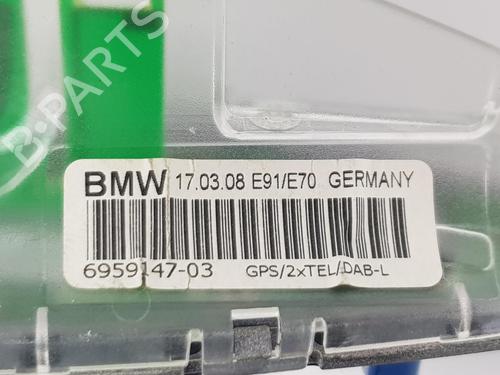 B-PARTS
BMW 17.03.08 E91/E70 GERMANY
6959147-03 GPS/2xTEL/DAB-L